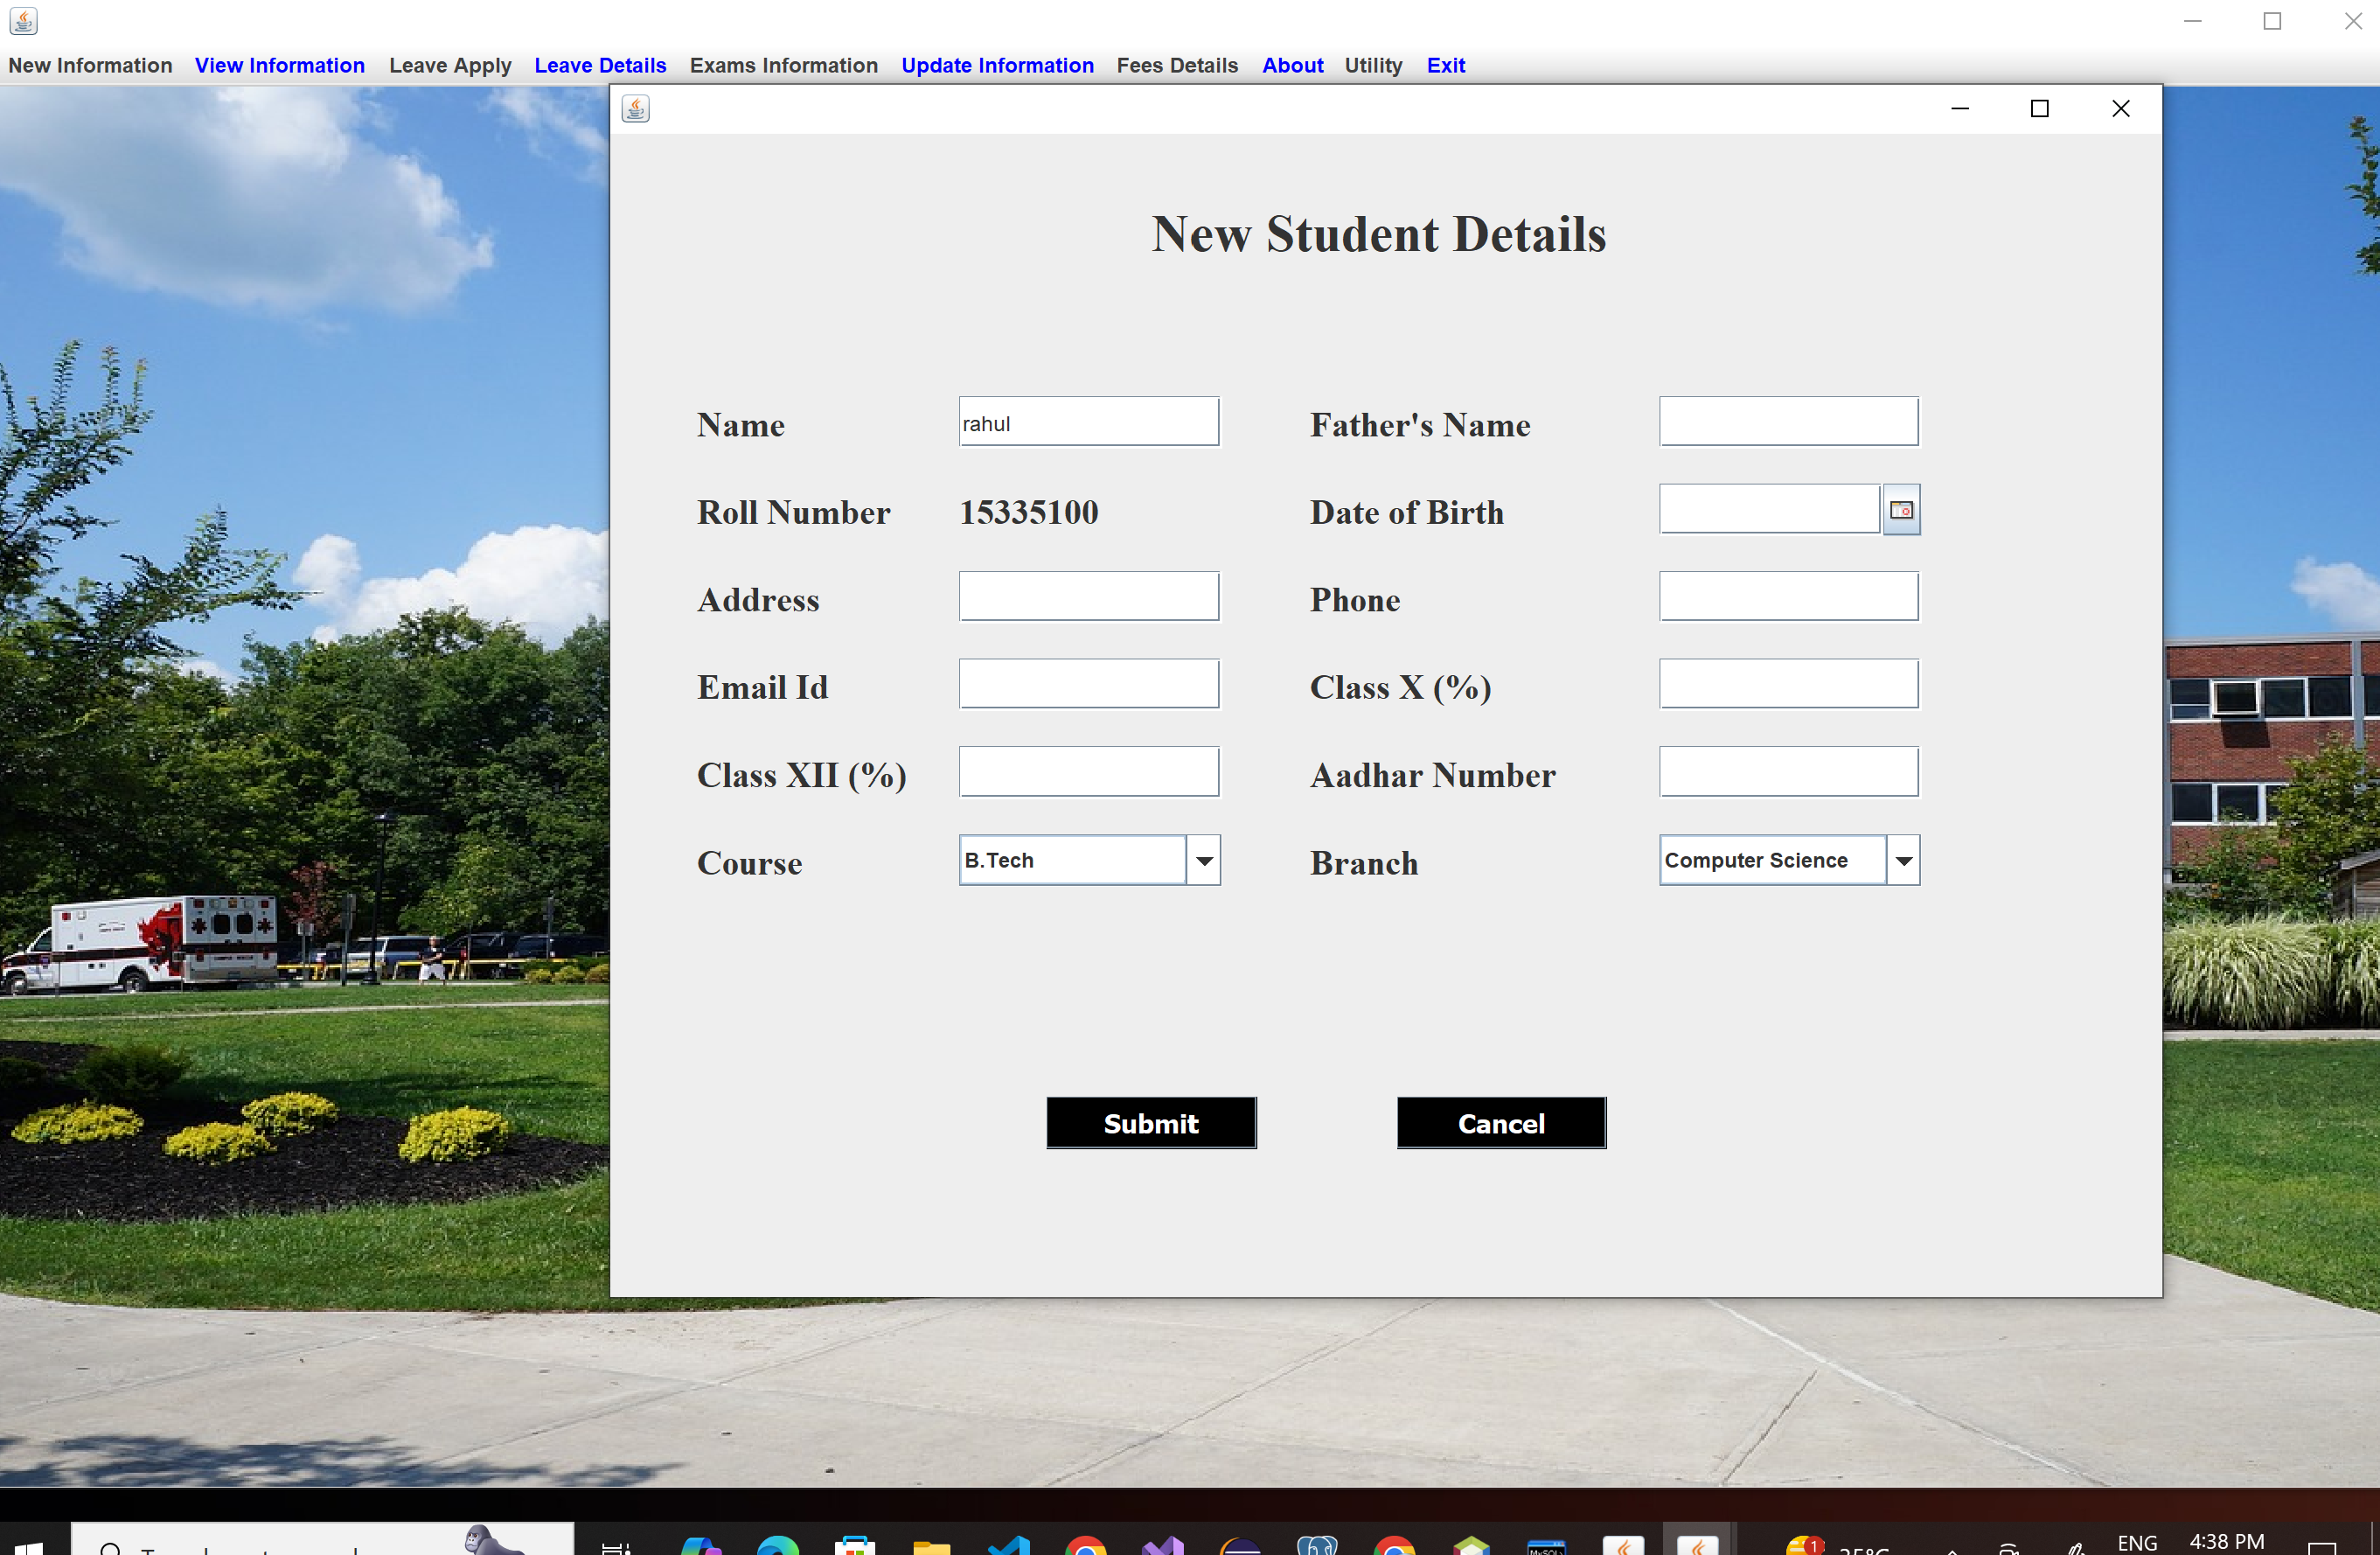 New Information View Information Leave Apply Leave Details Exams Information Update Information Fees Details About Utility Exit
New Student Details
Name rahul Father's Name
Roll Number 15335100 Date of Birth
Address Phone
Email Id Class X (%)
Class XII (%) Aadhar Number
Course B.Tech Branch Computer Science
Submit Cancel
1
ENG 4:38 PM